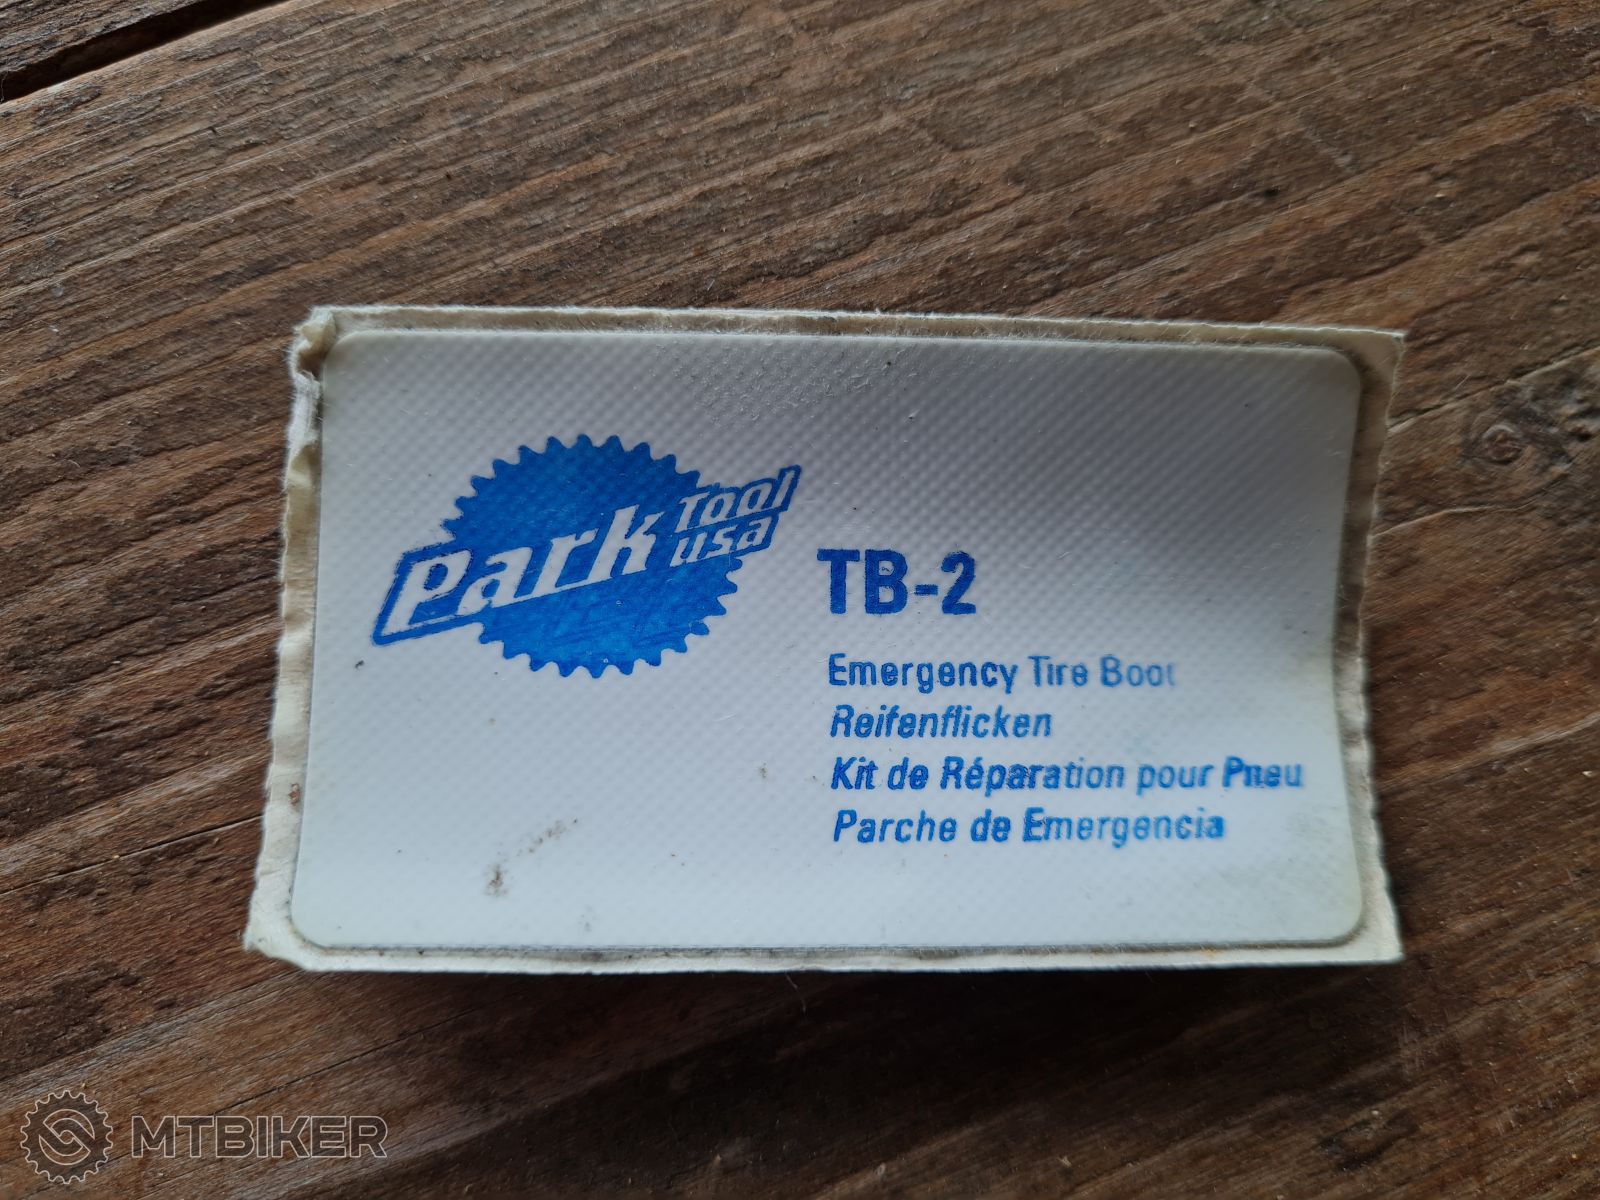 Park Tool
usa
TB-2
Emergency Tire Boot
Reifenflicken
Kit de Réparation pour Pneu
Parche de Emergencia
MTBIKER